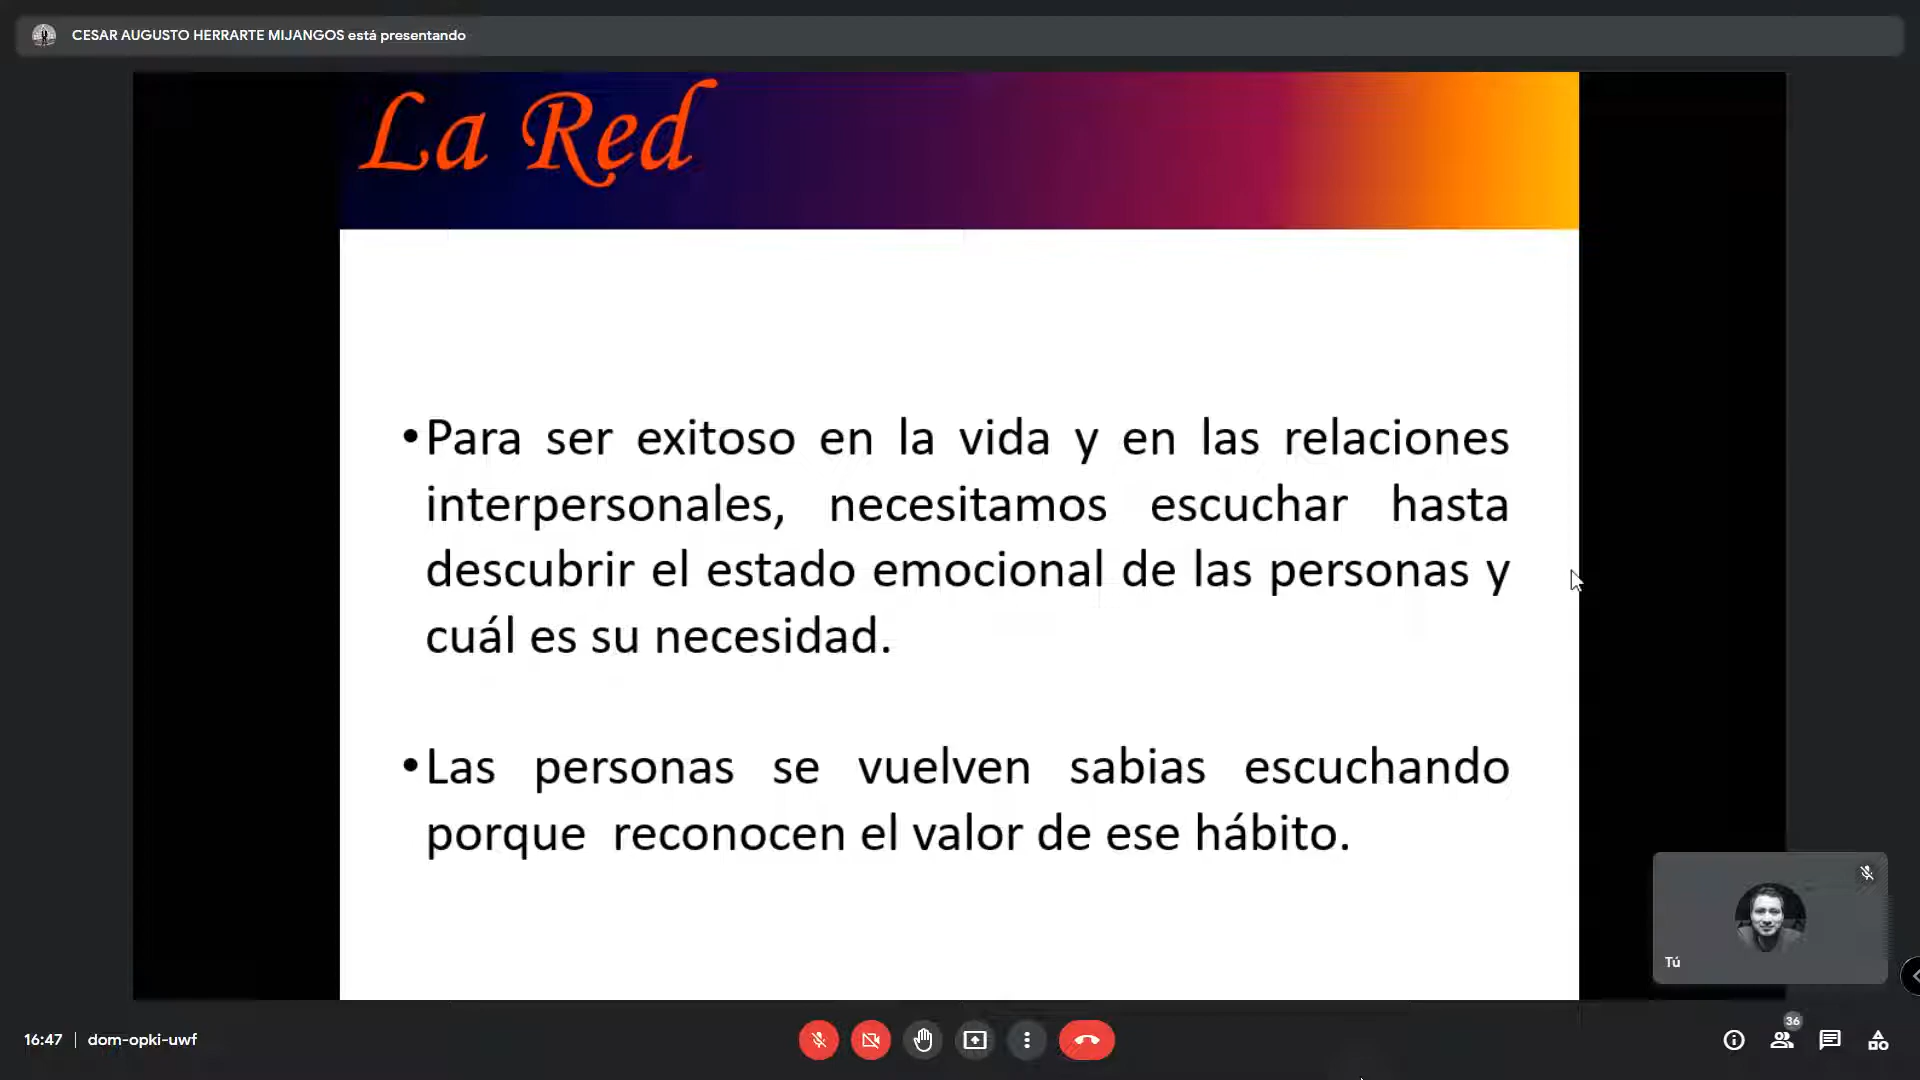 CESAR AUGUSTO HERRARTE MIJANGOS está presentando
La Red
•Para ser exitoso en la vida y en las relaciones
interpersonales, necesitamos escuchar hasta
descubrir el estado emocional de las personas y
cuál es su necesidad.
•Las personas se vuelven sabias escuchando
porque reconocen el valor de ese hábito.
Tú
16:47 | dom-opki-uwf
36